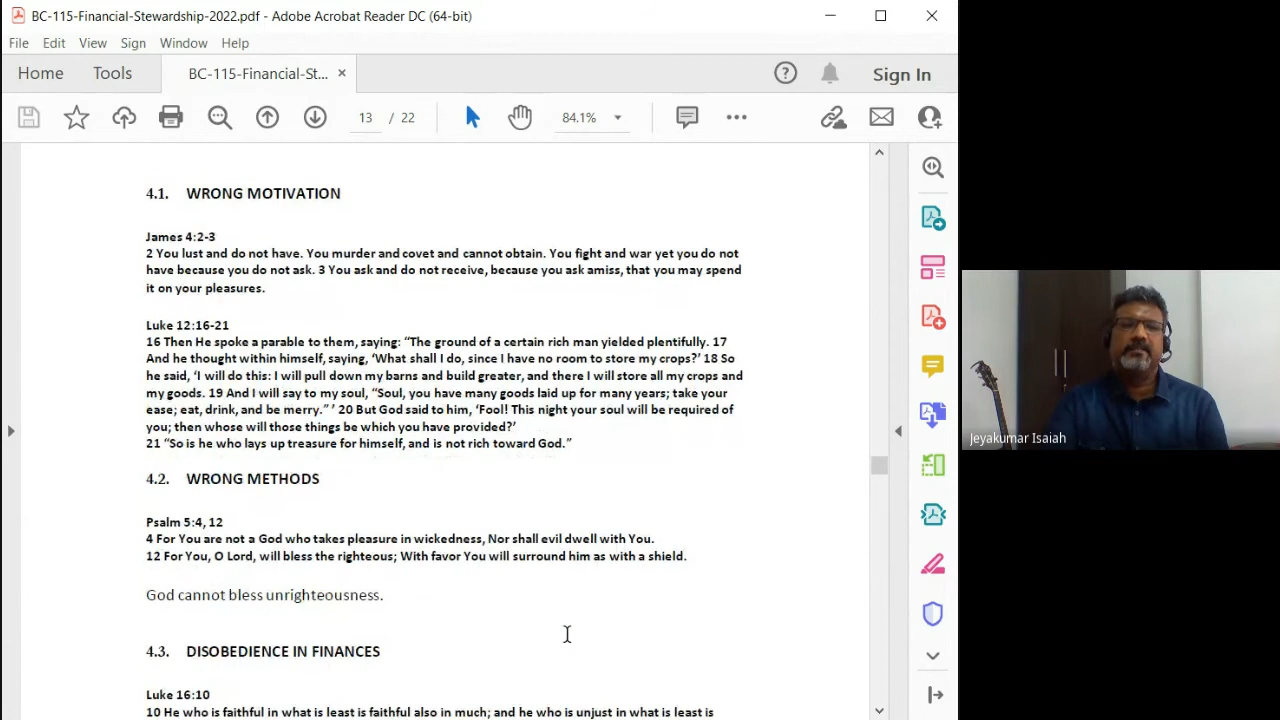 BC-115-Financial-Stewardship-2022.pdf - Adobe Acrobat Reader DC (64-bit)
File Edit View Sign Window Help
Home Tools BC-115-Financial-St... × Sign In
13 / 22 84.1%
4.1. WRONG MOTIVATION
James 4:2-3
2 You lust and do not have. You murder and covet and cannot obtain. You fight and war yet you do not
have because you do not ask. 3 You ask and do not receive, because you ask amiss, that you may spend
it on your pleasures.
Luke 12:16-21
16 Then He spoke a parable to them, saying: “The ground of a certain rich man yielded plentifully. 17
And he thought within himself, saying, ‘What shall I do, since I have no room to store my crops?’ 18 So
he said, ‘I will do this: I will pull down my barns and build greater, and there I will store all my crops and
my goods. 19 And I will say to my soul, “Soul, you have many goods laid up for many years; take your
ease; eat, drink, and be merry.” ’ 20 But God said to him, ‘Fool! This night your soul will be required of
you; then whose will those things be which you have provided?’
21 “So is he who lays up treasure for himself, and is not rich toward God.”
4.2. WRONG METHODS
Psalm 5:4, 12
4 For You are not a God who takes pleasure in wickedness, Nor shall evil dwell with You.
12 For You, O Lord, will bless the righteous; With favor You will surround him as with a shield.
God cannot bless unrighteousness.
4.3. DISOBEDIENCE IN FINANCES
Luke 16:10
10 He who is faithful in what is least is faithful also in much; and he who is unjust in what is least is
Jeyakumar Isaiah